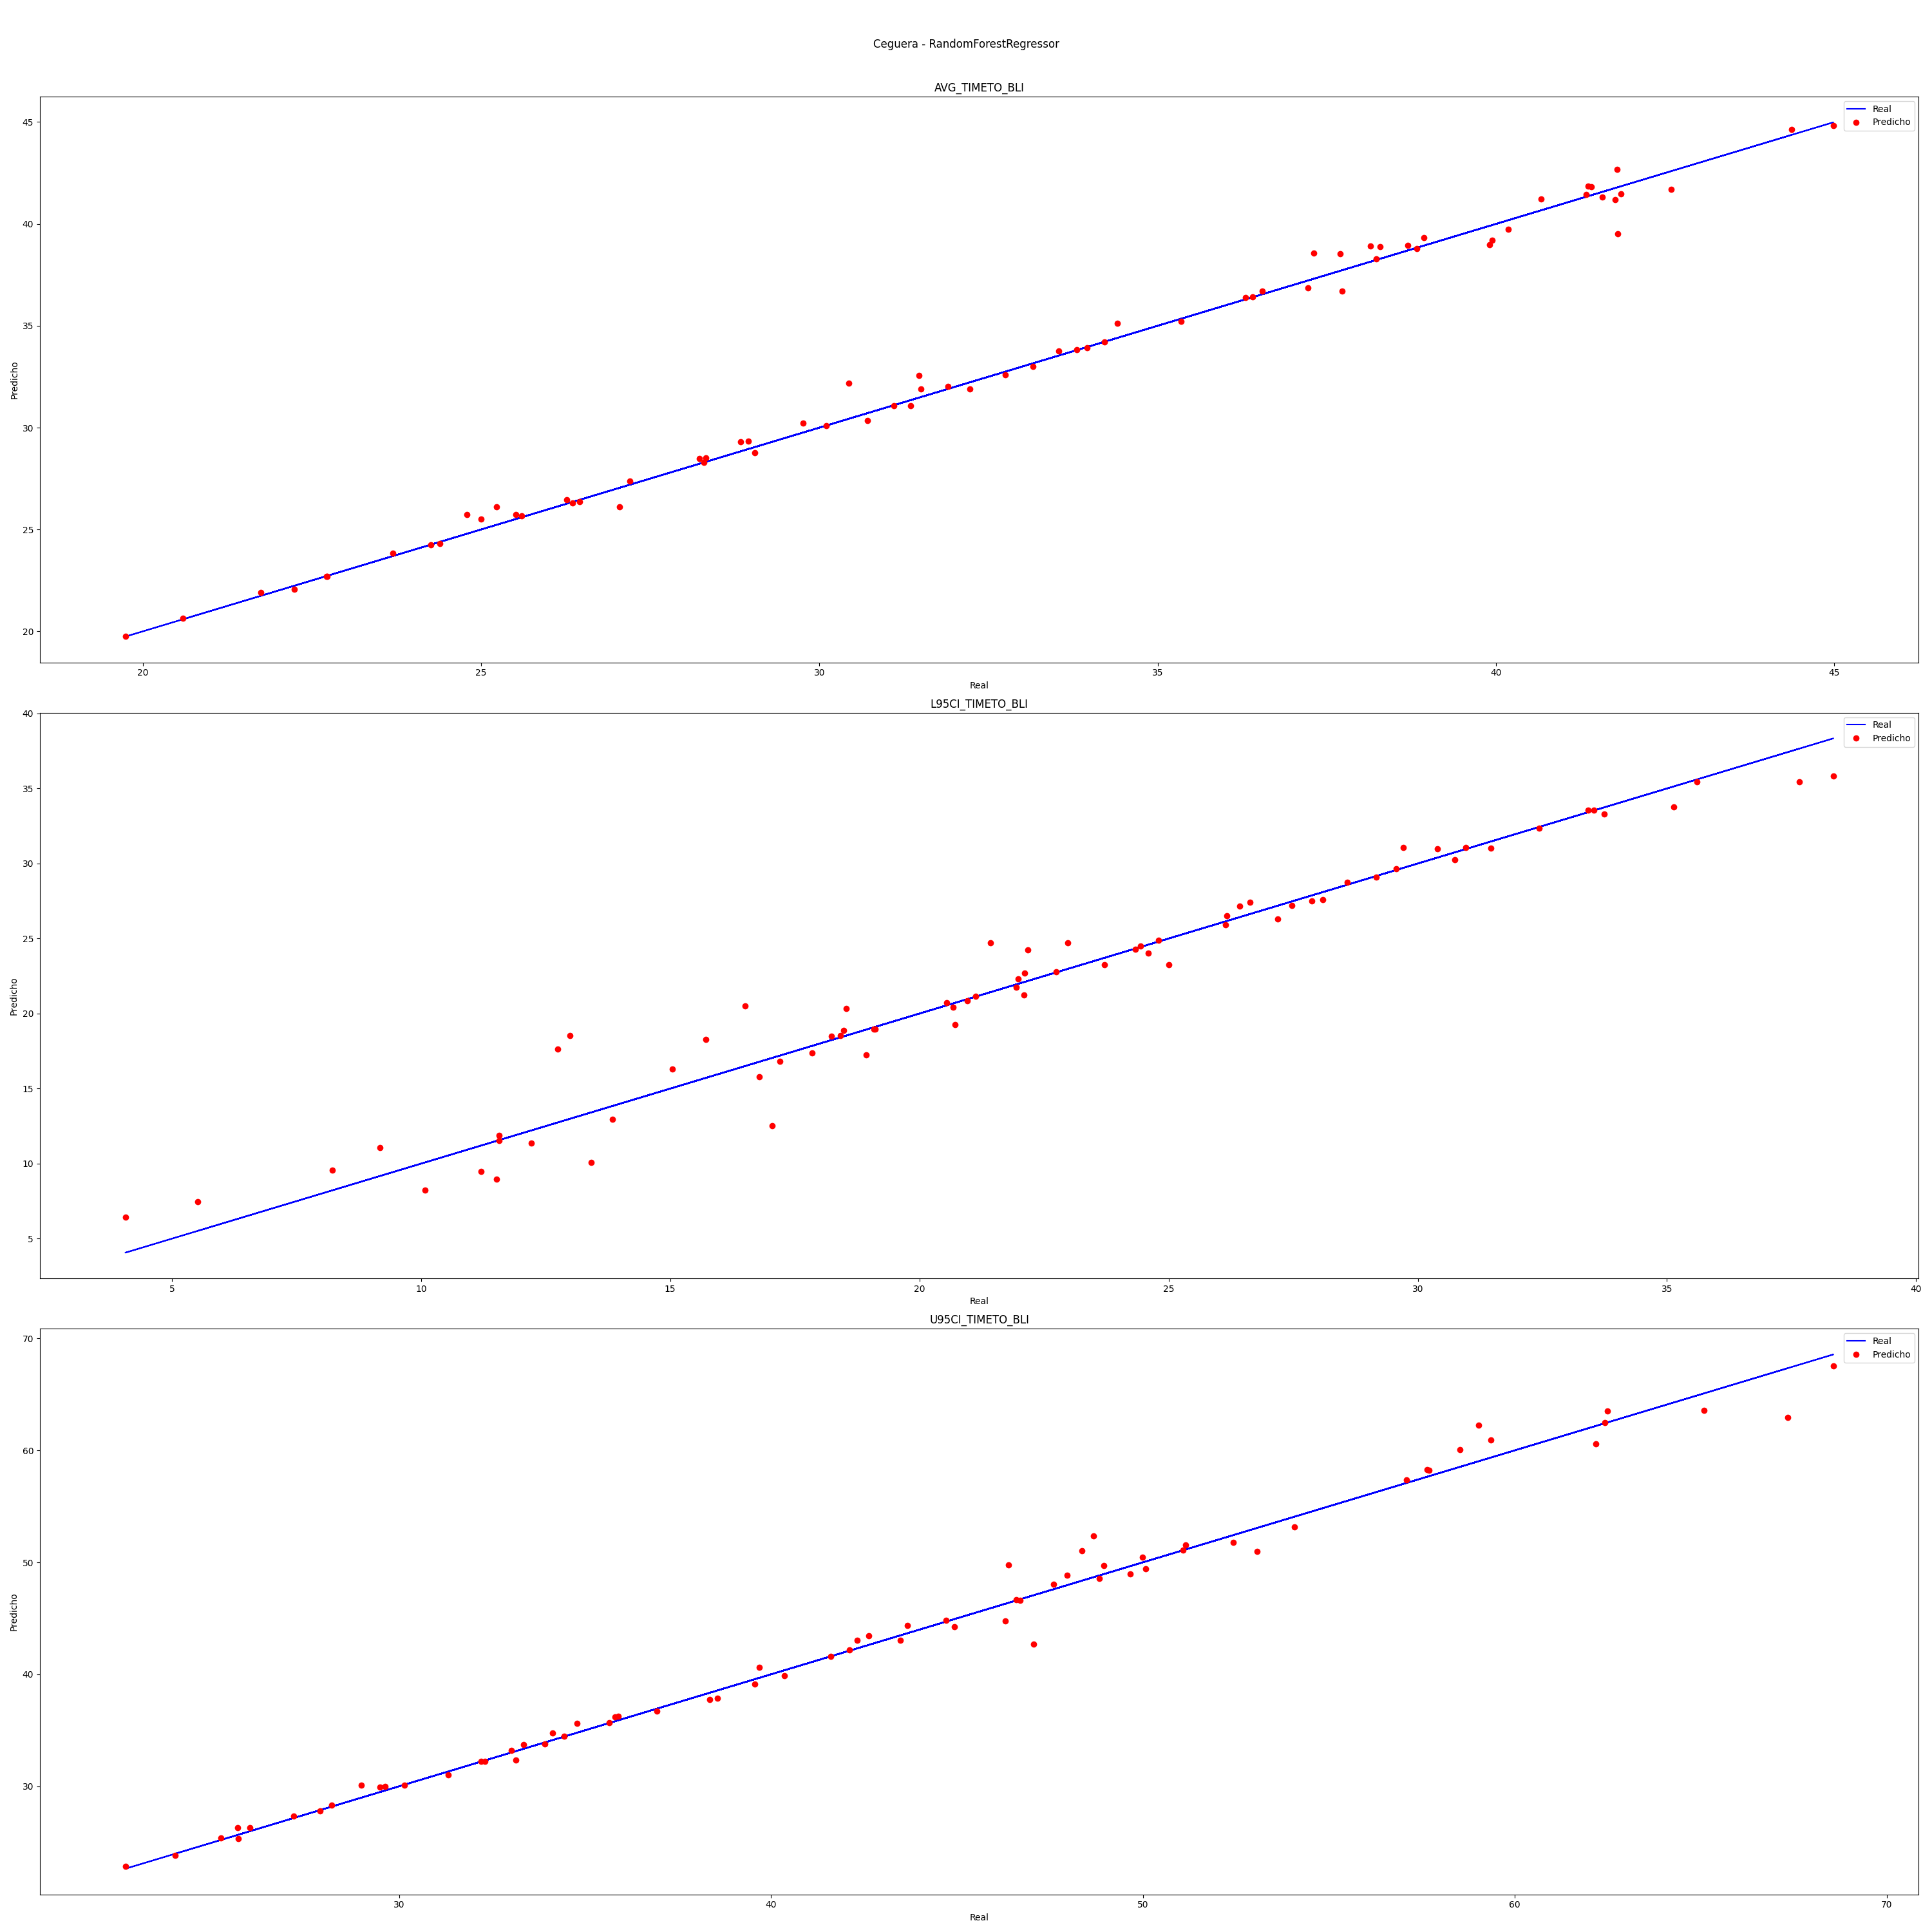 Ceguera - RandomForestRegressor
AVG_TIMETO_BLI
Real
Predicho
45
40
35
30
25
20
Predicho
20 25 30 35 40 45
Real
L95CI_TIMETO_BLI
Real
Predicho
40
35
30
25
20
15
10
5
Predicho
5 10 15 20 25 30 35 40
Real
U95CI_TIMETO_BLI
Real
Predicho
70
60
50
40
30
Predicho
30 40 50 60 70
Real